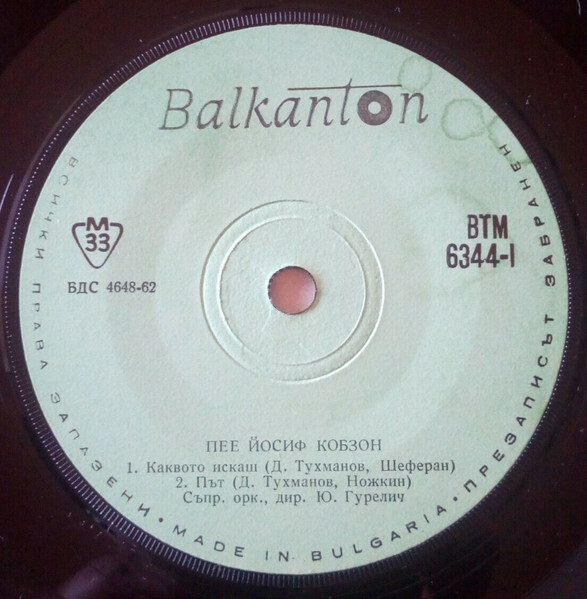 Balkanton
М
33
БДС 4648-62
ВТМ
6344-I
ПЕЕ ЙОСИФ КОБЗОН
1. Каквото искаш (Д. Тухманов, Шеферан)
2. Път (Д. Тухманов, Ножкин)
Съпр. орк., дир. Ю. Гурелич
ВСИЧКИ ПРАВА ЗАПАЗЕНИ • MADE IN BULGARIA • ПРЕЗАПИСЪТ ЗАБРАНЕН